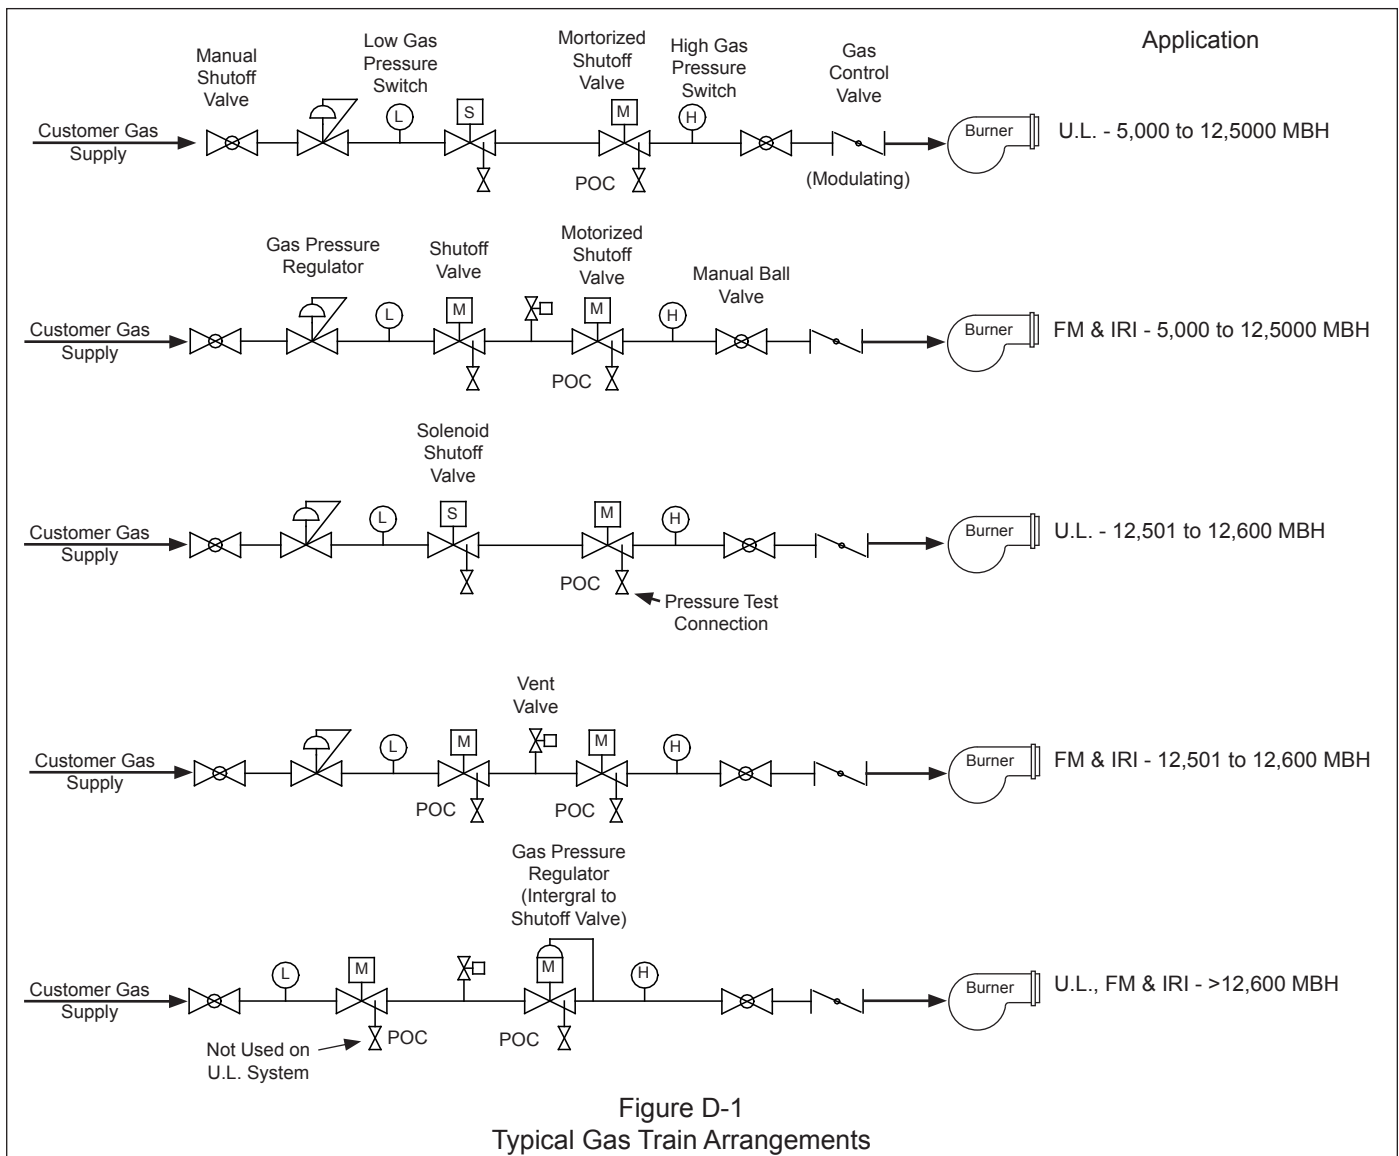 Application
Manual
Shutoff
Valve
Low Gas
Pressure
Switch
Mortorized
Shutoff
Valve
High Gas
Pressure
Switch
Gas
Control
Valve
Customer Gas
Supply
L
S
M
H
POC
(Modulating)
Burner
U.L. - 5,000 to 12,5000 MBH
Gas Pressure
Regulator
Shutoff
Valve
Motorized
Shutoff
Valve
Manual Ball
Valve
Customer Gas
Supply
L
M
M
H
POC
Burner
FM & IRI - 5,000 to 12,5000 MBH
Solenoid
Shutoff
Valve
Customer Gas
Supply
L
S
M
H
POC
Pressure Test
Connection
Burner
U.L. - 12,501 to 12,600 MBH
Vent
Valve
Customer Gas
Supply
L
M
M
H
POC
POC
Burner
FM & IRI - 12,501 to 12,600 MBH
Gas Pressure
Regulator
(Intergral to
Shutoff Valve)
Customer Gas
Supply
L
M
M
H
POC
POC
Not Used on
U.L. System
Burner
U.L., FM & IRI - >12,600 MBH
Figure D-1
Typical Gas Train Arrangements